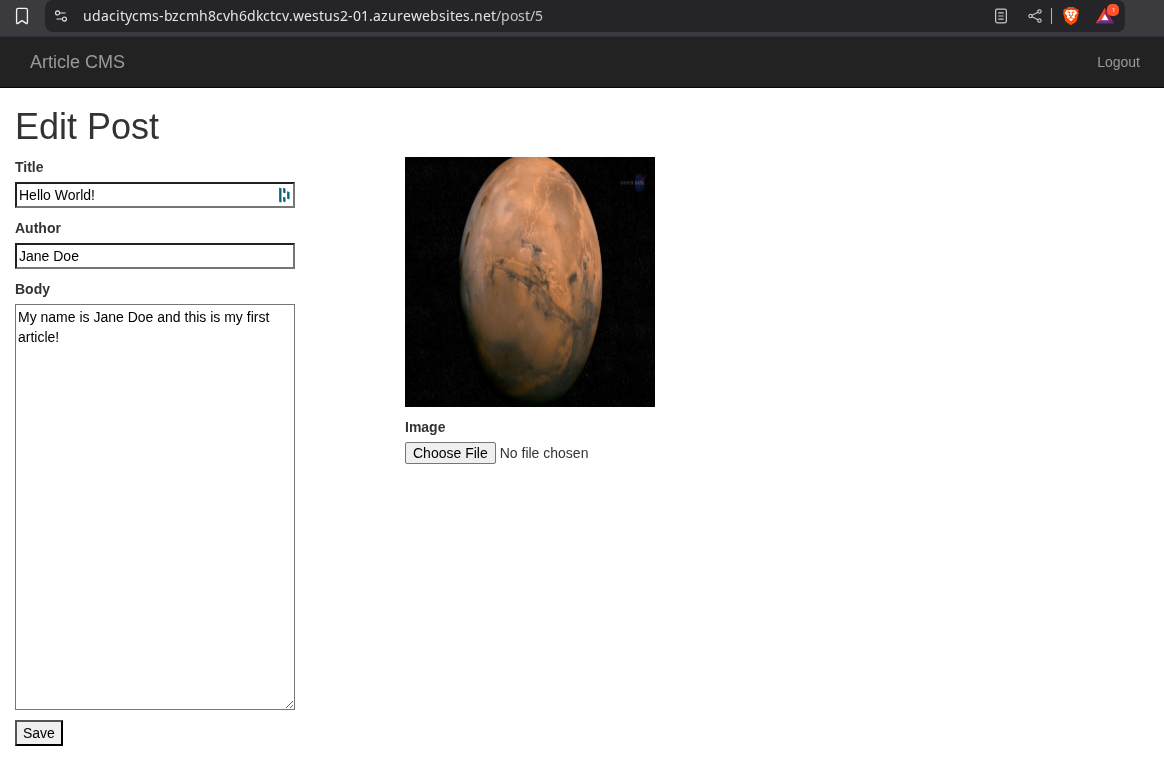 udacitycms-bzcmh8cvh6dkctcv.westus2-01.azurewebsites.net/post/5
Article CMS
Logout
Edit Post
Title
Hello World!
Author
Jane Doe
Body
My name is Jane Doe and this is my first
article!
Image
Choose File No file chosen
Save